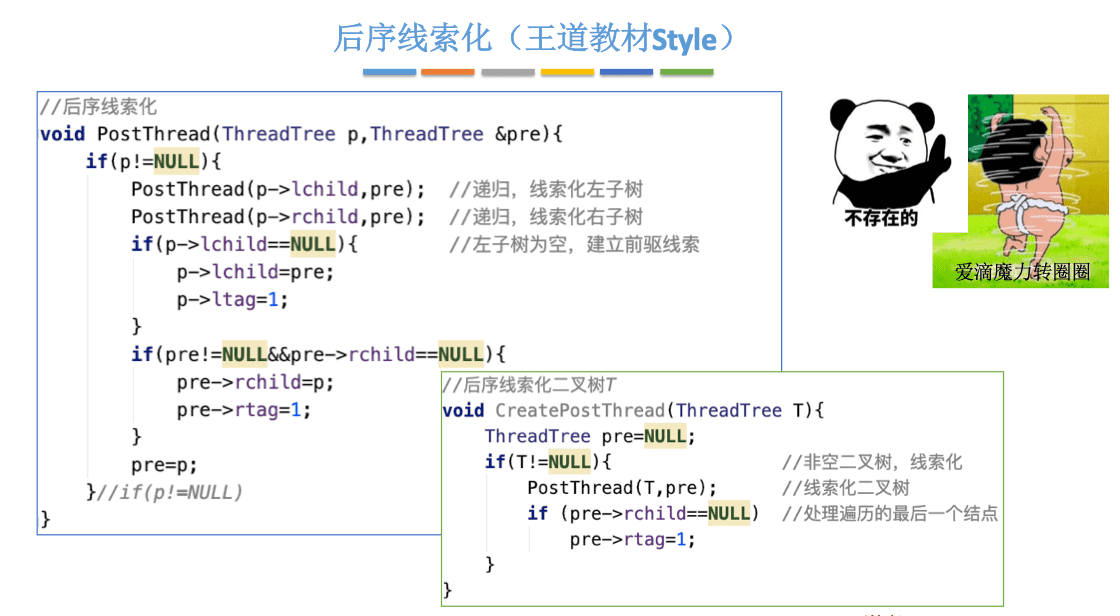 后序线索化（王道教材Style）
//后序线索化
void PostThread(ThreadTree p,ThreadTree &pre){
if(p!=NULL){
PostThread(p->lchild,pre); //递归，线索化左子树
PostThread(p->rchild,pre); //递归，线索化右子树
if(p->lchild==NULL){ //左子树为空，建立前驱线索
p->lchild=pre;
p->ltag=1;
}
if(pre!=NULL&&pre->rchild==NULL){
pre->rchild=p;
pre->rtag=1;
}
pre=p;
}//if(p!=NULL)
}
//后序线索化二叉树T
void CreatePostThread(ThreadTree T){
ThreadTree pre=NULL;
if(T!=NULL){ //非空二叉树，线索化
PostThread(T,pre); //线索化二叉树
if (pre->rchild==NULL) //处理遍历的最后一个结点
pre->rtag=1;
}
}
不存在的
爱滴魔力转圈圈